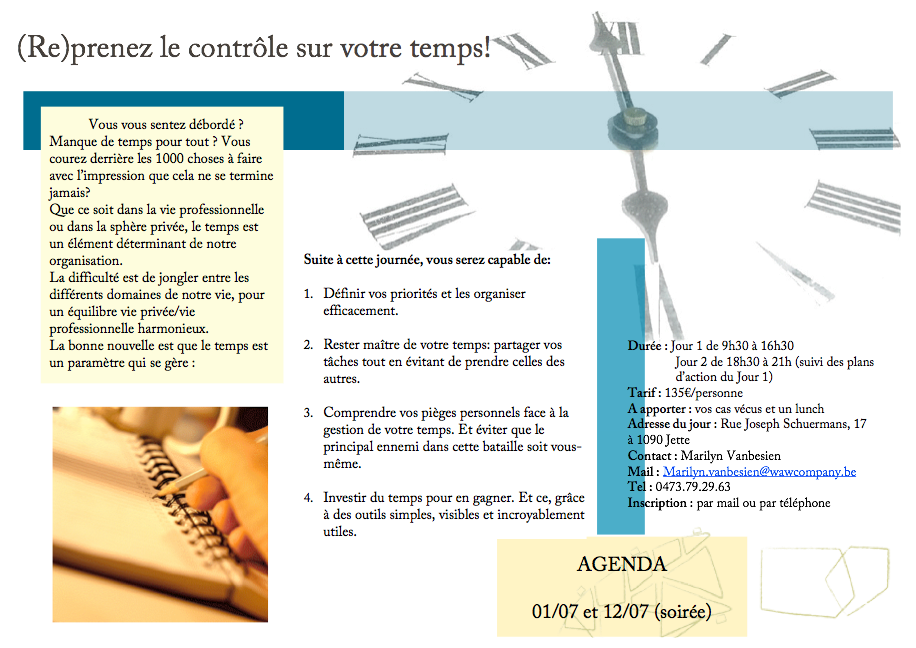 (Re)prenez le contrôle sur votre temps!
Vous vous sentez débordé ?
Manque de temps pour tout ? Vous
courez derrière les 1000 choses à faire
avec l'impression que cela ne se termine
jamais?
Que ce soit dans la vie professionnelle
ou dans la sphère privée, le temps est
un élément déterminant de notre
organisation.
La difficulté est de jongler entre les
différents domaines de notre vie, pour
un équilibre vie privée/vie
professionnelle harmonieux.
La bonne nouvelle est que le temps est
un paramètre qui se gère :
Suite à cette journée, vous serez capable de:
1. Définir vos priorités et les organiser
efficacement.
2. Rester maître de votre temps: partager vos
tâches tout en évitant de prendre celles des
autres.
3. Comprendre vos pièges personnels face à la
gestion de votre temps. Et éviter que le
principal ennemi dans cette bataille soit vous-
même.
4. Investir du temps pour en gagner. Et ce, grâce
à des outils simples, visibles et incroyablement
utiles.
Durée : Jour 1 de 9h30 à 16h30
Jour 2 de 18h30 à 21h (suivi des plans
d'action du Jour 1)
Tarif : 135€/personne
A apporter : vos cas vécus et un lunch
Adresse du jour : Rue Joseph Schuermans, 17
à 1090 Jette
Contact : Marilyn Vanbesien
Mail : Marilyn.vanbesien@wawcompany.be
Tel : 0473.79.29.63
Inscription : par mail ou par téléphone
AGENDA
01/07 et 12/07 (soirée)